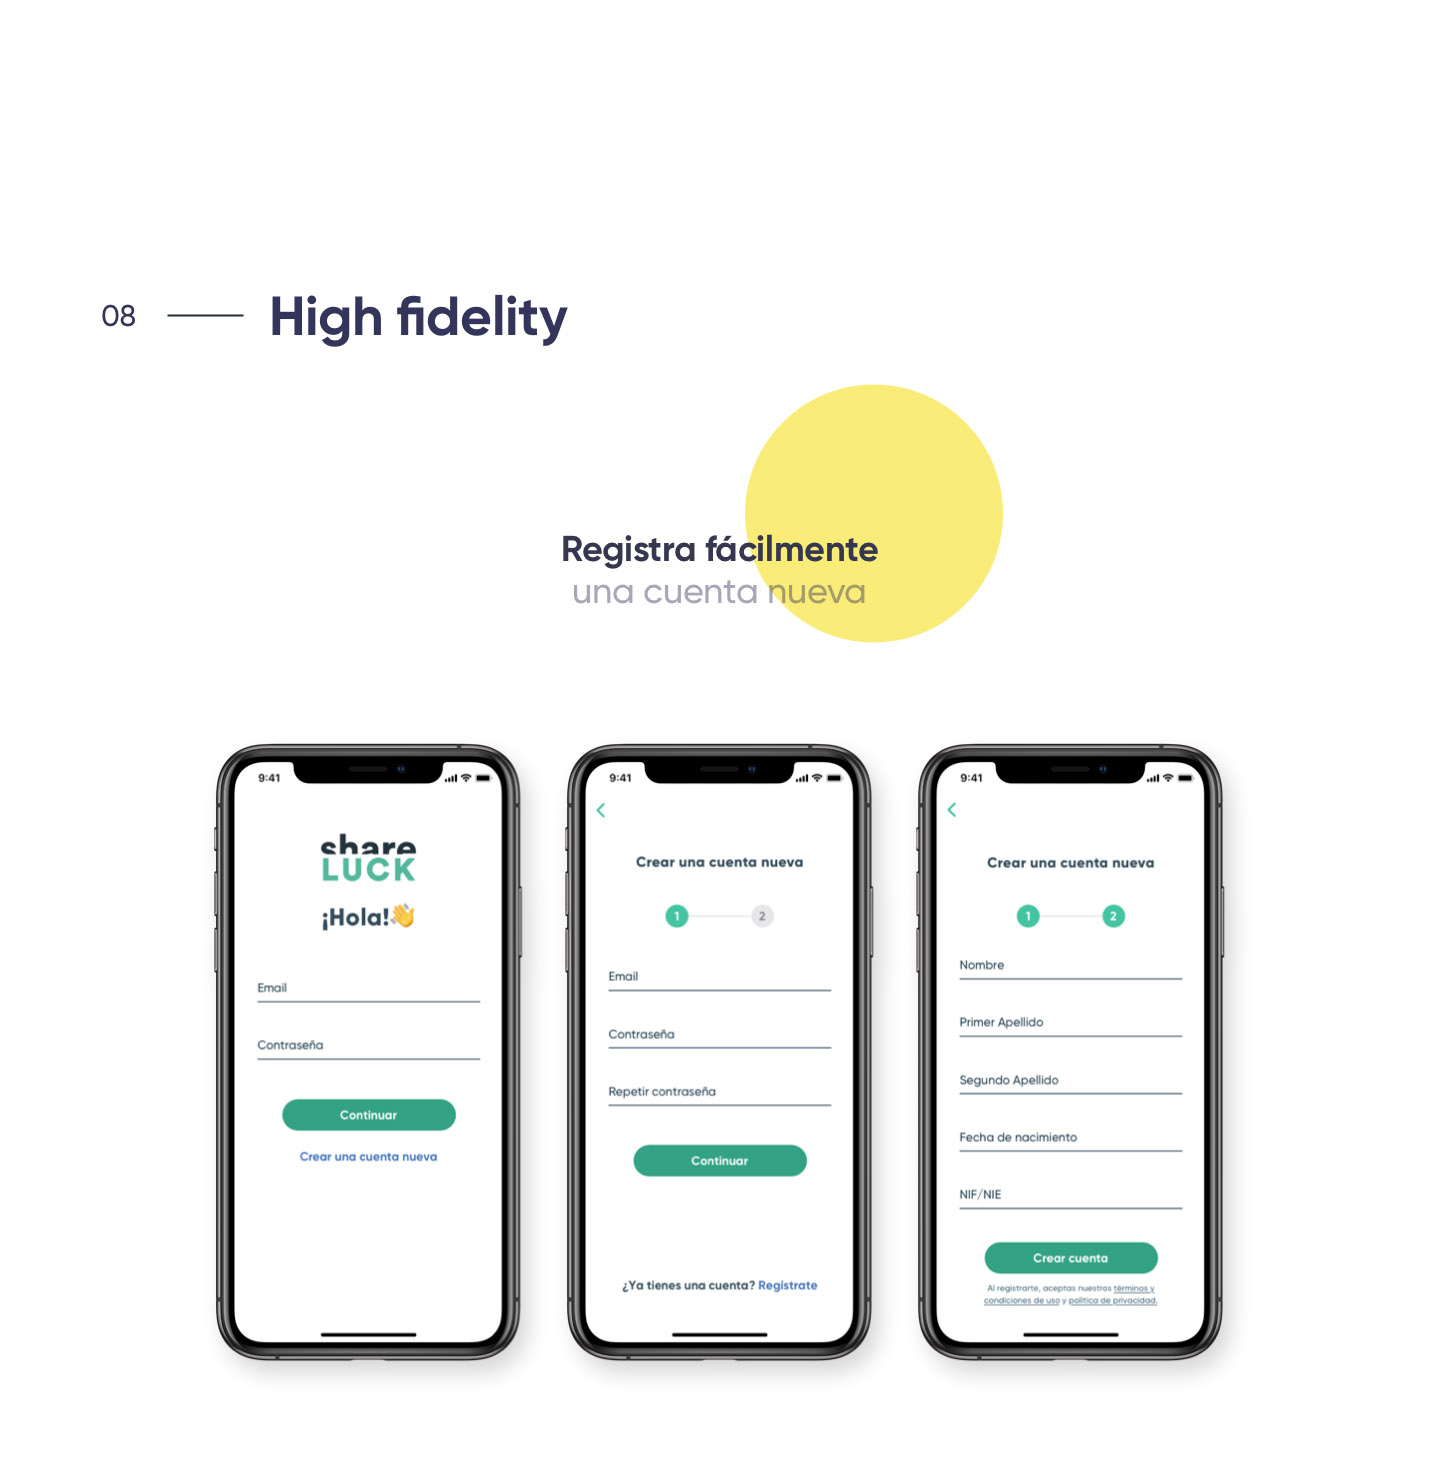 08
High fidelity
Registra fácilmente
una cuenta nueva
9:41
share
LUCK
¡Hola!👋
Email
Contraseña
Continuar
Crear una cuenta nueva
9:41
Crear una cuenta nueva
1 2
Email
Contraseña
Repetir contraseña
Continuar
¿Ya tienes una cuenta? Regístrate
9:41
Crear una cuenta nueva
1 2
Nombre
Primer Apellido
Segundo Apellido
Fecha de nacimiento
NIF/NIE
Crear cuenta
Al registrarte, aceptas nuestros términos y
condiciones de uso y política de privacidad.